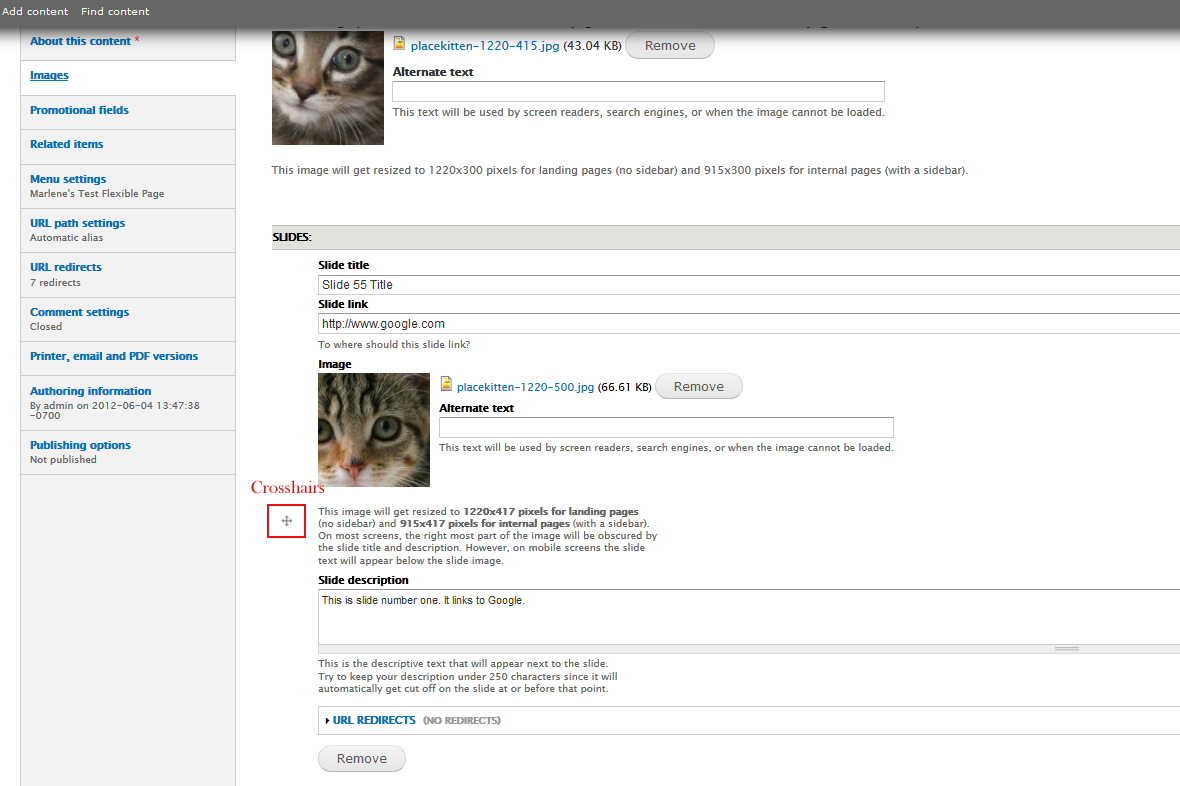 Add content Find content
About this content *
Images
Promotional fields
Related items
Menu settings
Marlene's Test Flexible Page
URL path settings
Automatic alias
URL redirects
7 redirects
Comment settings
Closed
Printer, email and PDF versions
Authoring information
By admin on 2012-06-04 13:47:38
-0700
Publishing options
Not published
placekitten-1220-415.jpg (43.04 KB) Remove
Alternate text
This text will be used by screen readers, search engines, or when the image cannot be loaded.
This image will get resized to 1220x300 pixels for landing pages (no sidebar) and 915x300 pixels for internal pages (with a sidebar).
SLIDES:
Slide title
Slide 55 Title
Slide link
http://www.google.com
To where should this slide link?
Image
placekitten-1220-500.jpg (66.61 KB) Remove
Alternate text
This text will be used by screen readers, search engines, or when the image cannot be loaded.
Crosshairs
This image will get resized to 1220x417 pixels for landing pages
(no sidebar) and 915x417 pixels for internal pages (with a sidebar).
On most screens, the right most part of the image will be obscured by
the slide title and description. However, on mobile screens the slide
text will appear below the slide image.
Slide description
This is slide number one. It links to Google.
This is the descriptive text that will appear next to the slide.
Try to keep your description under 250 characters since it will
automatically get cut off on the slide at or before that point.
URL REDIRECTS (NO REDIRECTS)
Remove